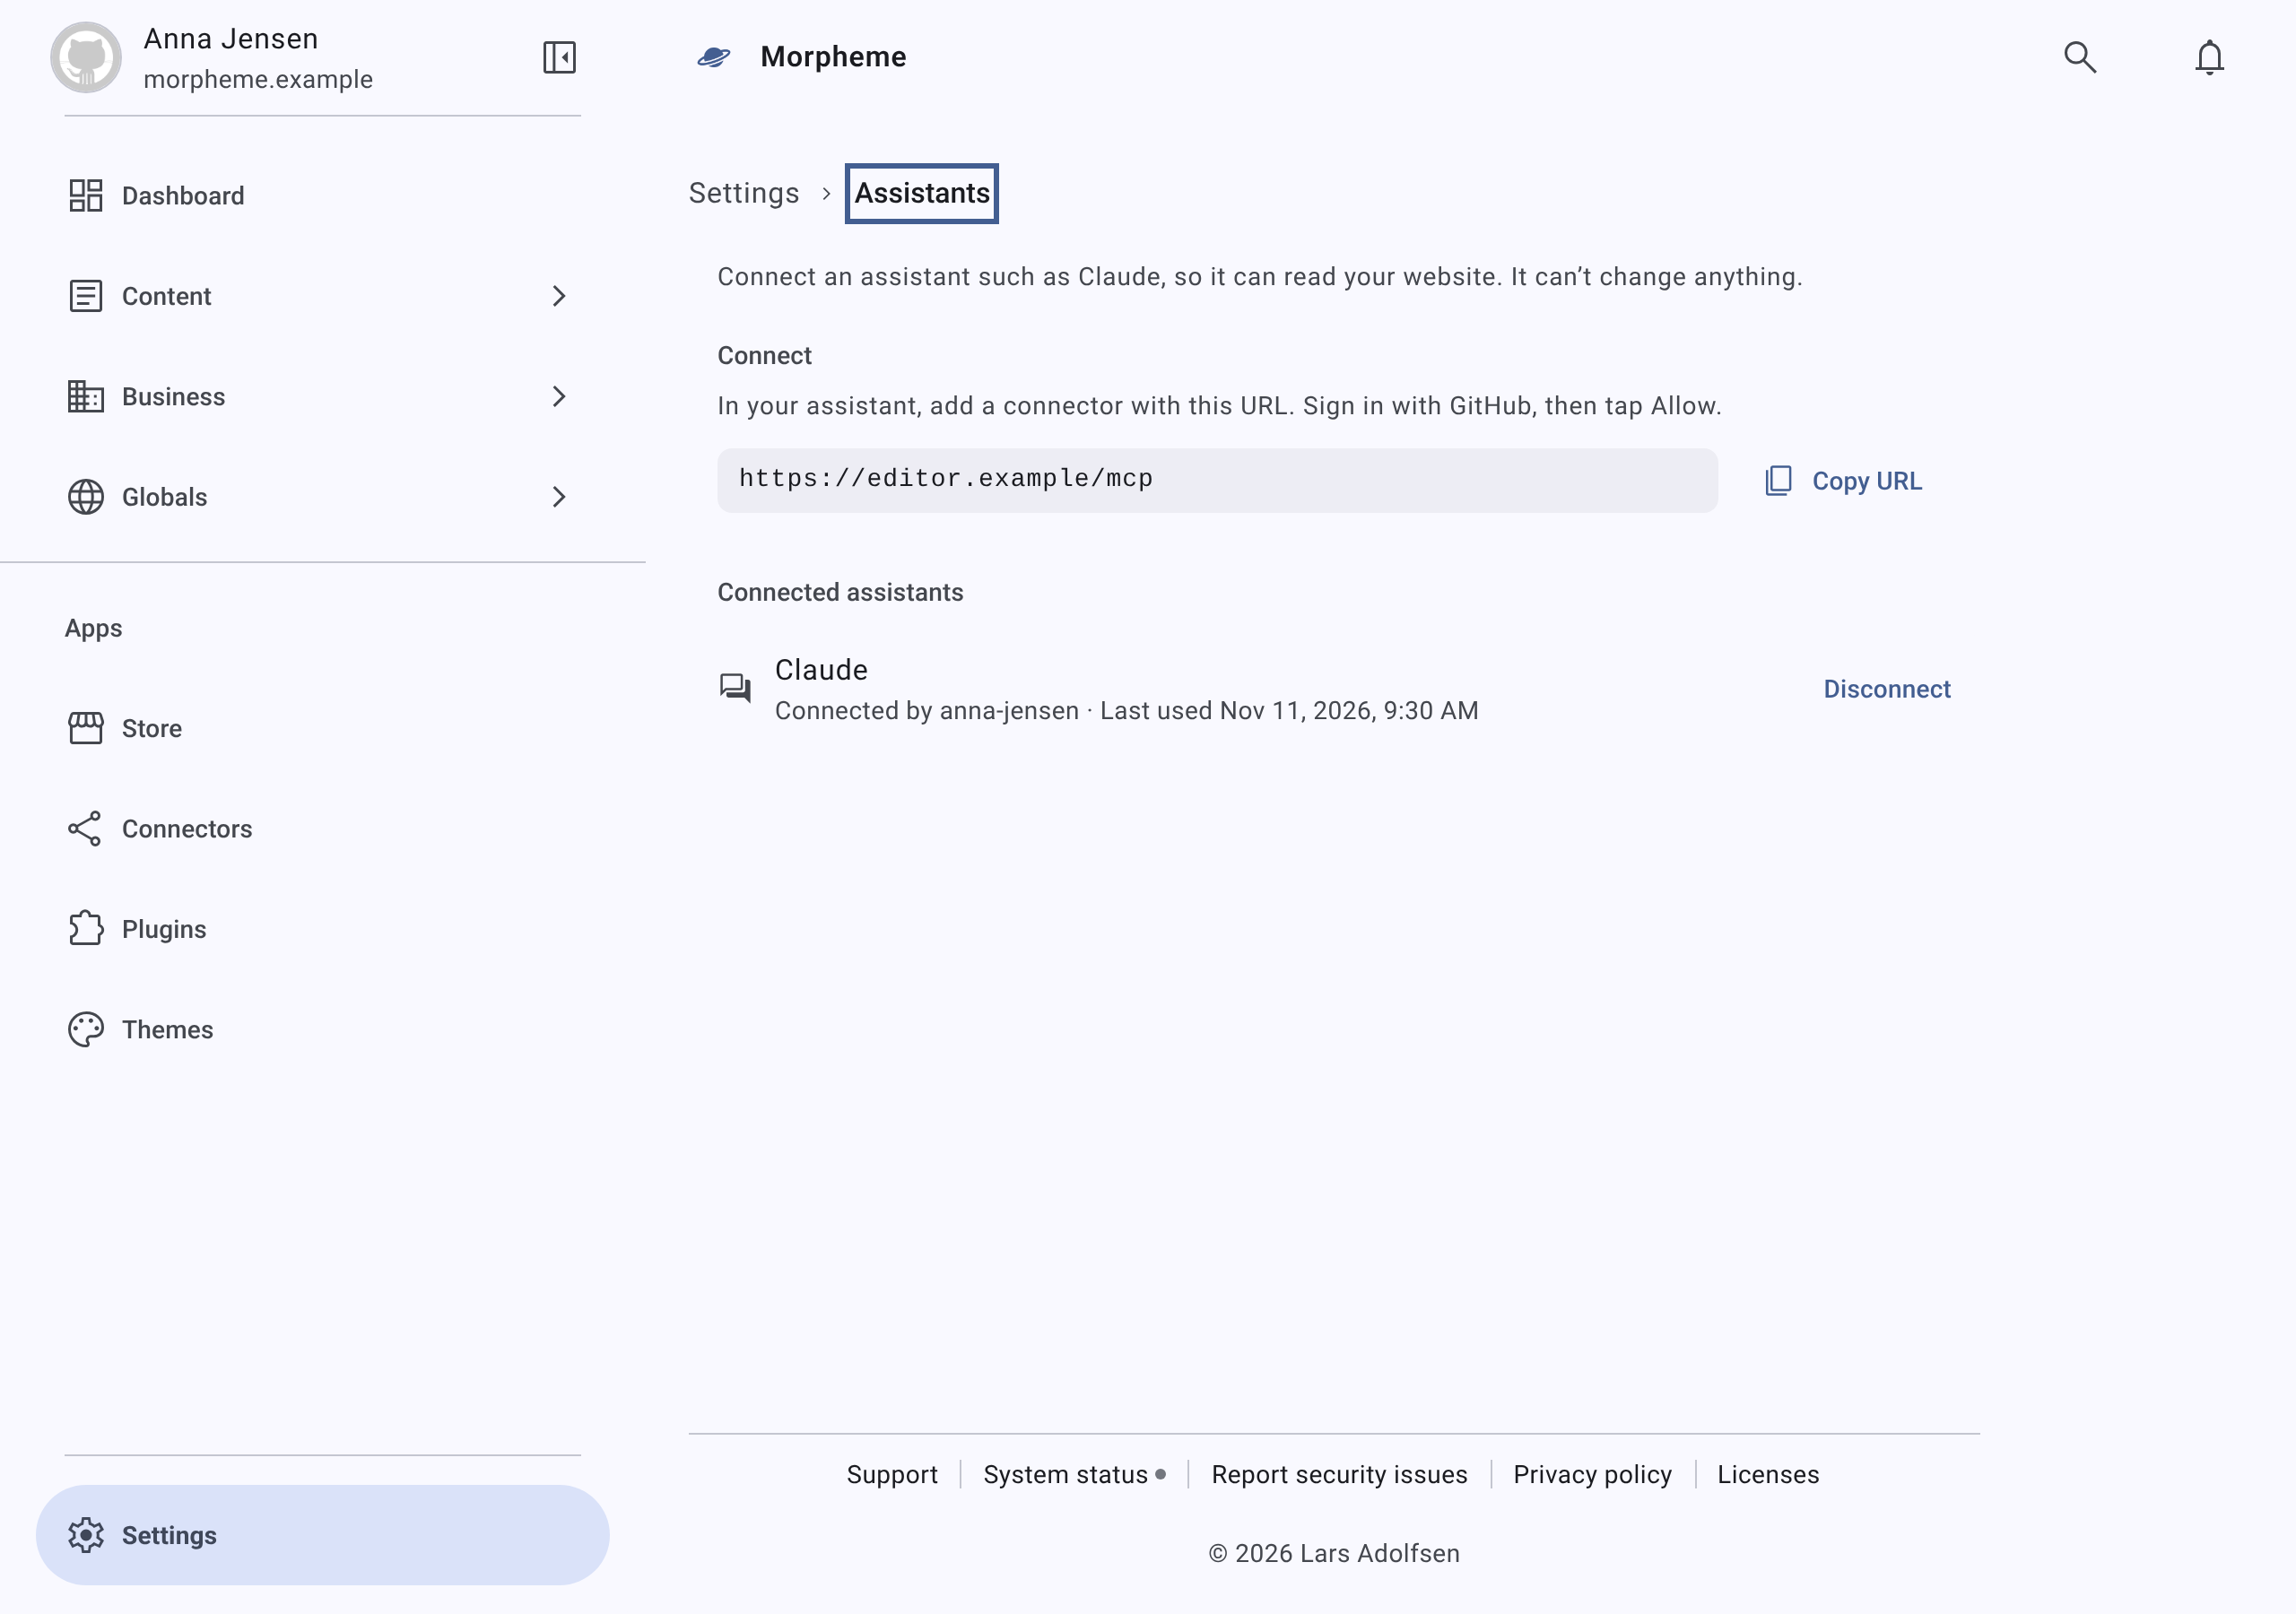 Anna Jensen
morpheme.example
Dashboard
Content
Business
Globals
Apps
Store
Connectors
Plugins
Themes
Settings
Morpheme
Settings › Assistants
Connect an assistant such as Claude, so it can read your website. It can’t change anything.
Connect
In your assistant, add a connector with this URL. Sign in with GitHub, then tap Allow.
https://editor.example/mcp
Copy URL
Connected assistants
Claude
Connected by anna-jensen · Last used Nov 11, 2026, 9:30 AM
Disconnect
Support
System status
Report security issues
Privacy policy
Licenses
© 2026 Lars Adolfsen